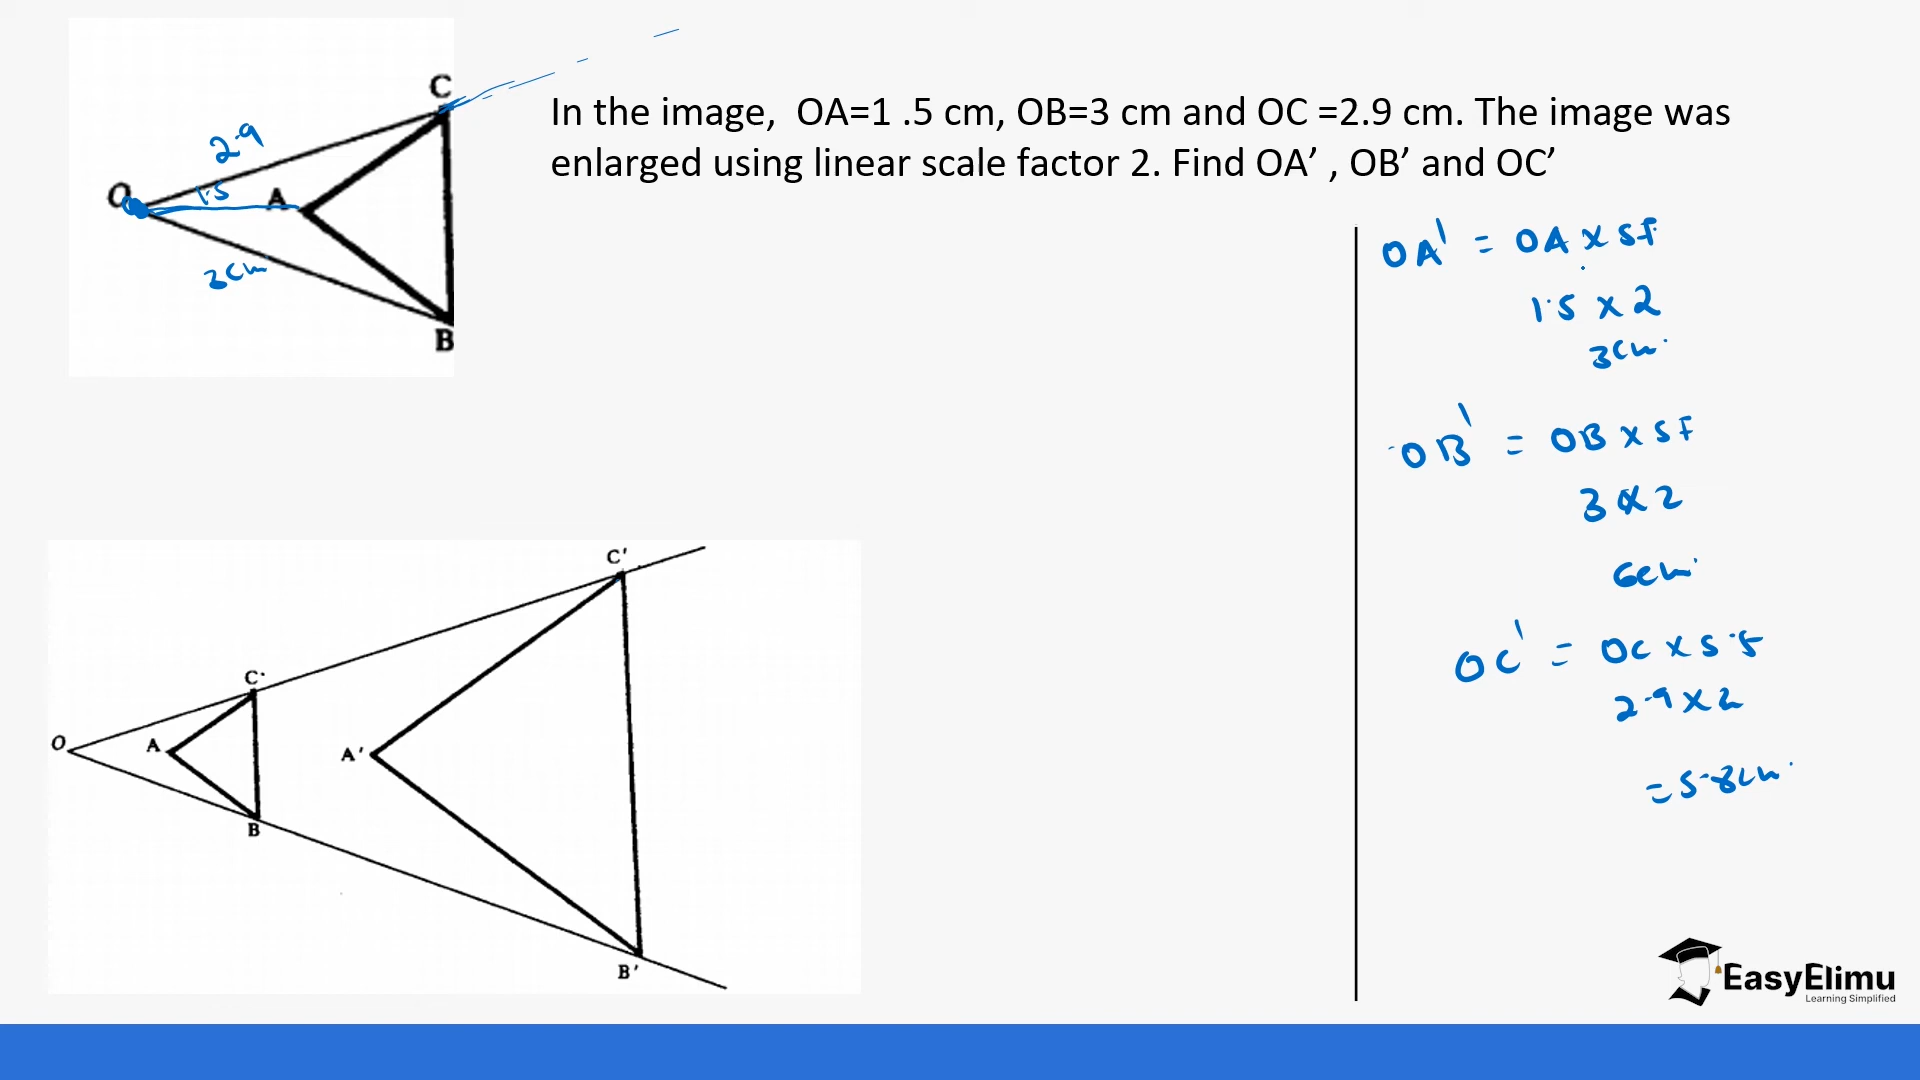 C
2.9
O
1.5
A
3cm
B
In the image, OA=1 .5 cm, OB=3 cm and OC =2.9 cm. The image was
enlarged using linear scale factor 2. Find OA’ , OB’ and OC’
OA' = OA x SF
1.5 x 2
3cm.
OB' = OB x SF
3 x 2
6cm.
OC' = OC x S.F
2.9 x 2
= 5.8cm.
C'
C
O
A
A'
B
B'
EasyElimu
Learning Simplified